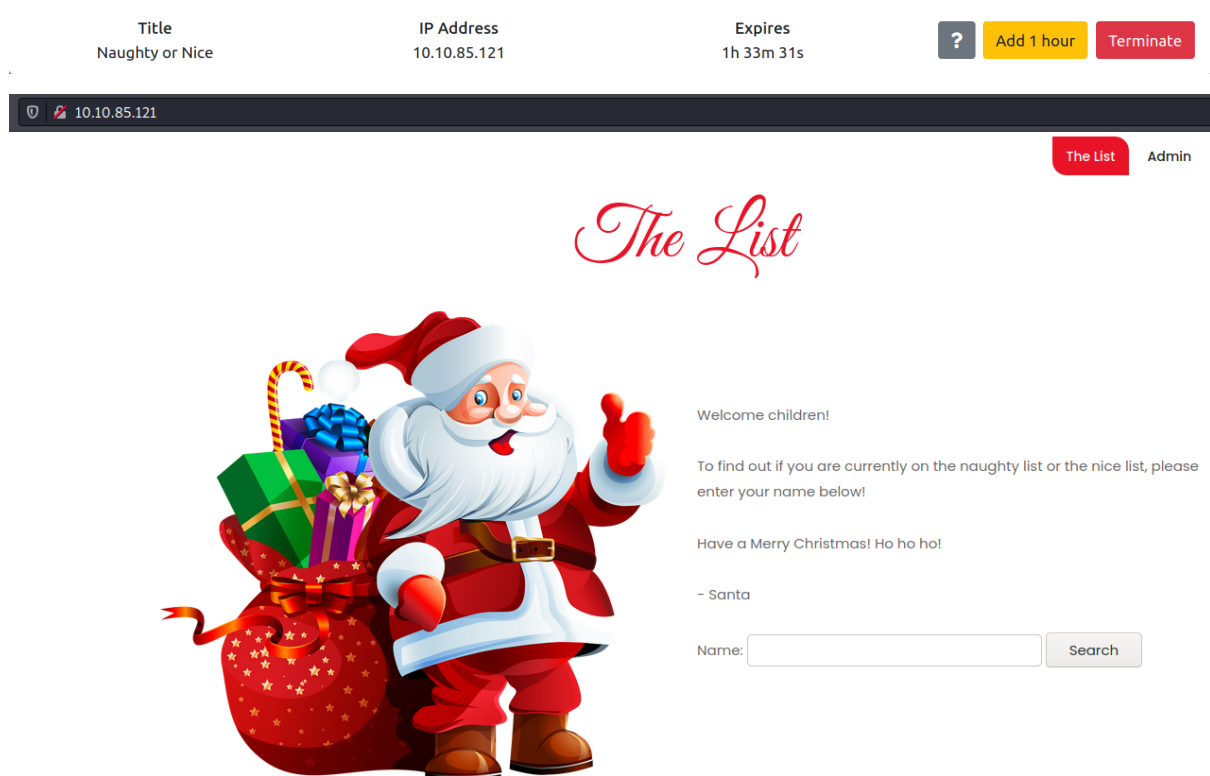 Title
Naughty or Nice
IP Address
10.10.85.121
Expires
1h 33m 31s
?
Add 1 hour
Terminate
10.10.85.121
The List
Admin
The List
Welcome children!
To find out if you are currently on the naughty list or the nice list, please
enter your name below!
Have a Merry Christmas! Ho ho ho!
- Santa
Name:
Search